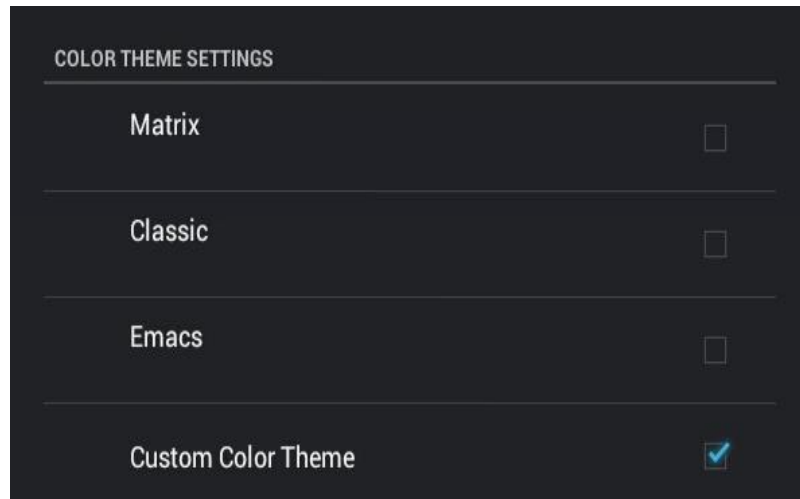 COLOR THEME SETTINGS
Matrix
Classic
Emacs
Custom Color Theme